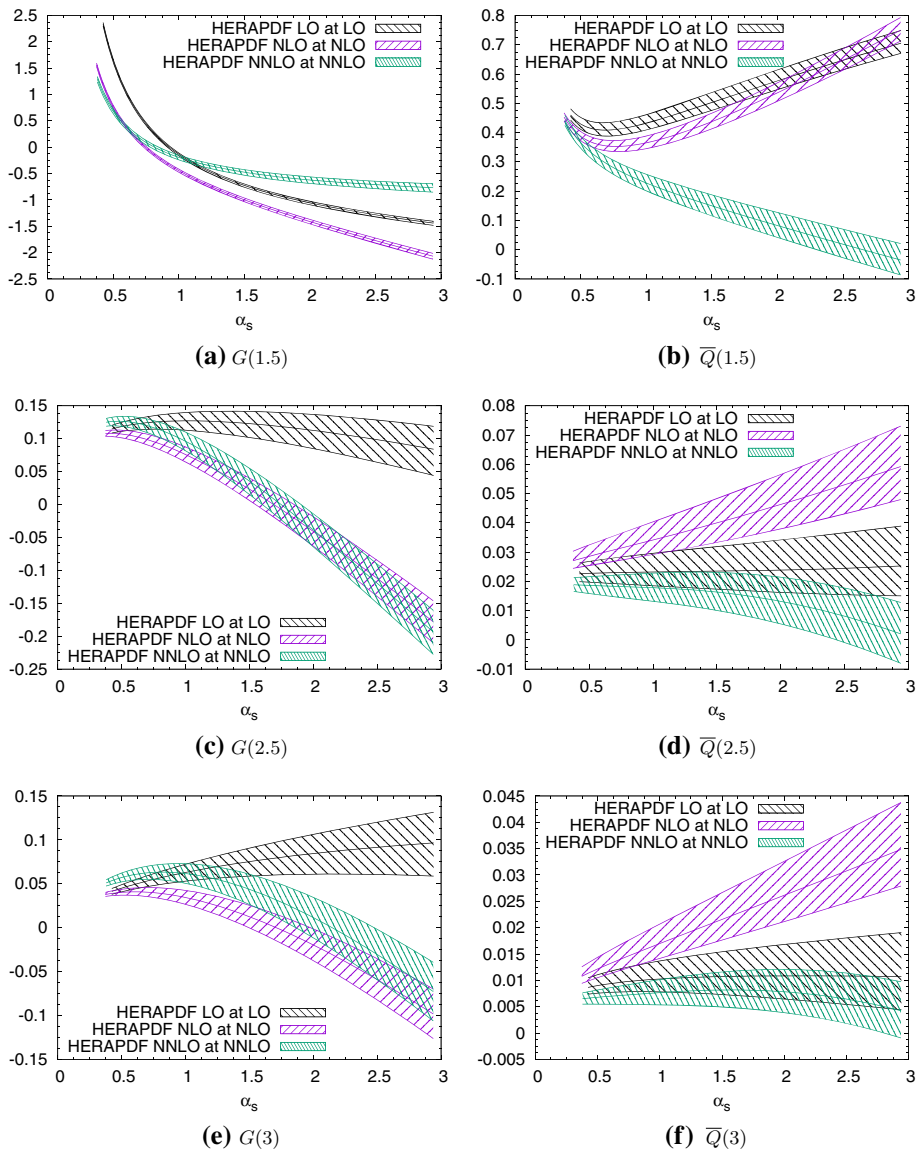 2.5
2
1.5
1
0.5
0
-0.5
-1
-1.5
-2
2.5
HERAPDF LO at LO
HERAPDF NLO at NLO
HERAPDF NNLO at NNLO
0 0.5 1 1.5 2 2.5 3
αs
(a) G(1.5)
0.8
0.7
0.6
0.5
0.4
0.3
0.2
0.1
0
-0.1
HERAPDF LO at LO
HERAPDF NLO at NLO
HERAPDF NNLO at NNLO
0 0.5 1 1.5 2 2.5 3
αs
(b) Q̅(1.5)
0.15
0.1
0.05
0
-0.05
-0.1
-0.15
-0.2
-0.25
HERAPDF LO at LO
HERAPDF NLO at NLO
HERAPDF NNLO at NNLO
0 0.5 1 1.5 2 2.5 3
αs
(c) G(2.5)
0.08
0.07
0.06
0.05
0.04
0.03
0.02
0.01
0
-0.01
HERAPDF LO at LO
HERAPDF NLO at NLO
HERAPDF NNLO at NNLO
0 0.5 1 1.5 2 2.5 3
αs
(d) Q̅(2.5)
0.15
0.1
0.05
0
-0.05
-0.1
-0.15
HERAPDF LO at LO
HERAPDF NLO at NLO
HERAPDF NNLO at NNLO
0 0.5 1 1.5 2 2.5 3
αs
(e) G(3)
0.045
0.04
0.035
0.03
0.025
0.02
0.015
0.01
0.005
0
-0.005
HERAPDF LO at LO
HERAPDF NLO at NLO
HERAPDF NNLO at NNLO
0 0.5 1 1.5 2 2.5 3
αs
(f) Q̅(3)